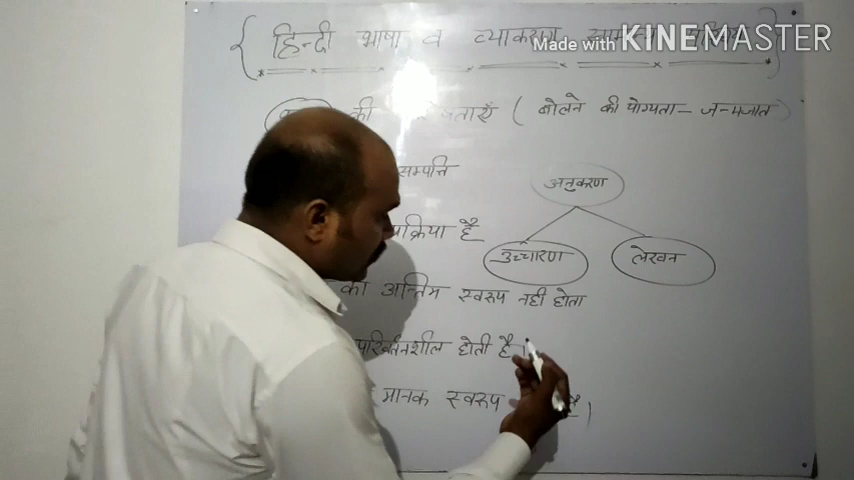 { हिन्दी भाषा व व्याकरण }
Made with KINEMASTER
की ( बोलने की योग्यता - जन्मजात )
सम्पत्ति
अनुकरण
प्रक्रिया है
उच्चारण लेखन
का अन्तिम स्वरूप नही होता
परिवर्तनशील होती है
मानक स्वरूप